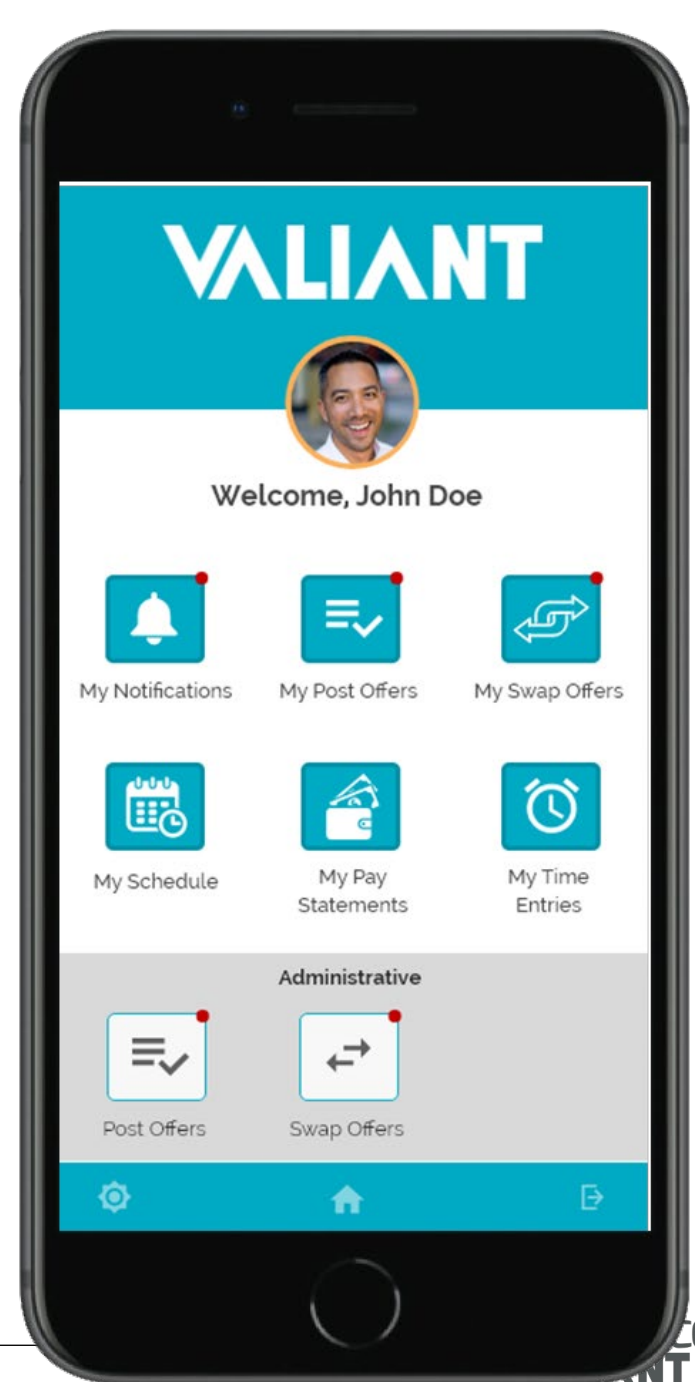 VALIANT
Welcome, John Doe
My Notifications
My Post Offers
My Swap Offers
My Schedule
My Pay
Statements
My Time
Entries
Administrative
Post Offers
Swap Offers